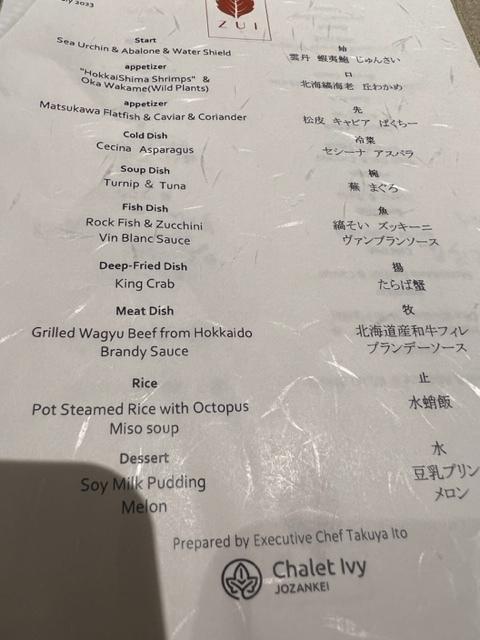 2023
ZUI
Start
Sea Urchin & Abalone & Water Shield
始
雲丹 蝦夷鮑 じゅんさい
appetizer
"HokkaiShima Shrimps" &
Oka Wakame(Wild Plants)
口
北海縞海老 丘わかめ
appetizer
Matsukawa Flatfish & Caviar & Coriander
先
松皮 キャビア ぱくちー
Cold Dish
Cecina Asparagus
冷菜
セシーナ アスパラ
Soup Dish
Turnip & Tuna
椀
蕪 まぐろ
Fish Dish
Rock Fish & Zucchini
Vin Blanc Sauce
魚
縞そい ズッキーニ
ヴァンブランソース
Deep-Fried Dish
King Crab
揚
たらば蟹
Meat Dish
Grilled Wagyu Beef from Hokkaido
Brandy Sauce
牧
北海道産和牛フィレ
ブランデーソース
Rice
Pot Steamed Rice with Octopus
Miso soup
止
水蛸飯
Dessert
Soy Milk Pudding
Melon
水
豆乳プリン
メロン
Prepared by Executive Chef Takuya Ito
Chalet Ivy
JOZANKEI